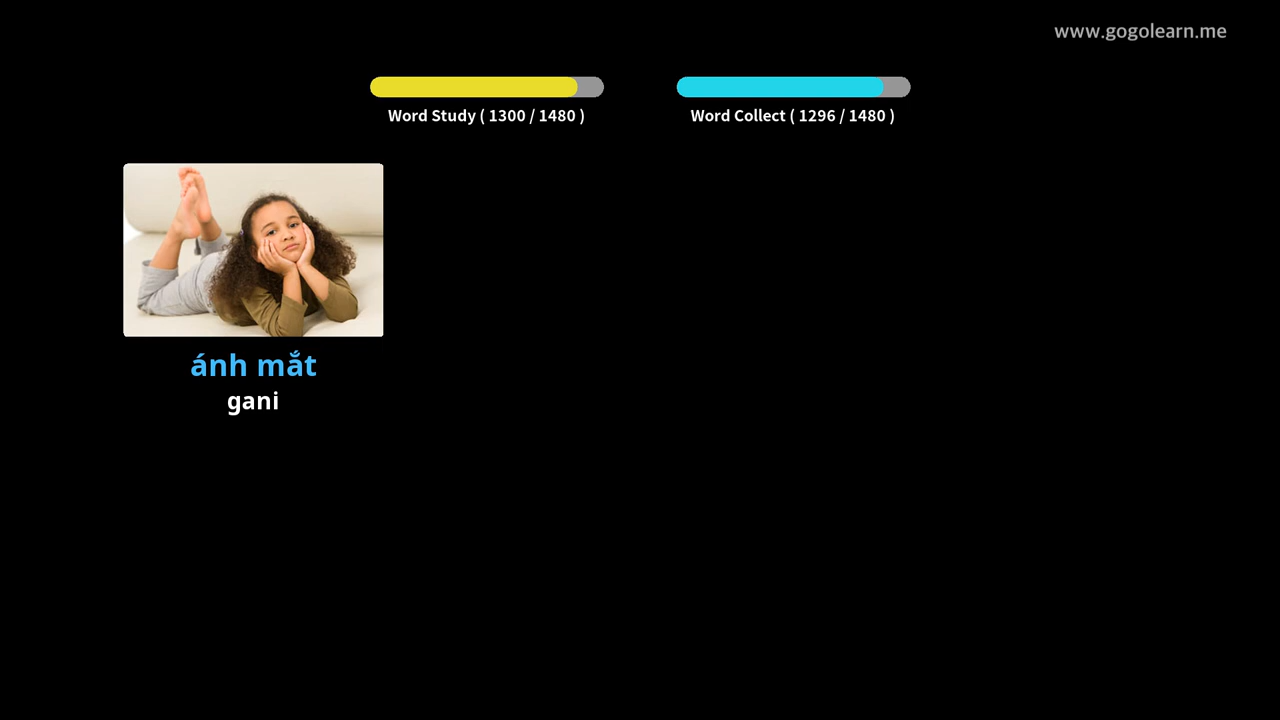 www.gogolearn.me
Word Study ( 1300 / 1480 )
Word Collect ( 1296 / 1480 )
ánh mắt
gani